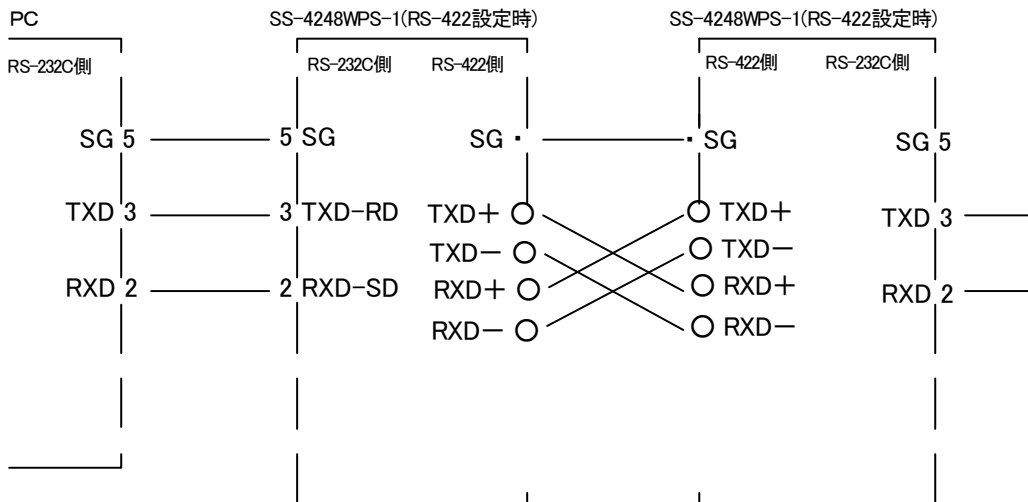 PC
SS-4248WPS-1(RS-422設定時)
SS-4248WPS-1(RS-422設定時)
RS-232C側
RS-232C側
RS-422側
RS-422側
RS-232C側
SG 5
5 SG
SG
SG
SG 5
TXD 3
3 TXD-RD
TXD+
TXD+
TXD 3
TXD-
TXD-
RXD 2
2 RXD-SD
RXD+
RXD+
RXD 2
RXD-
RXD-